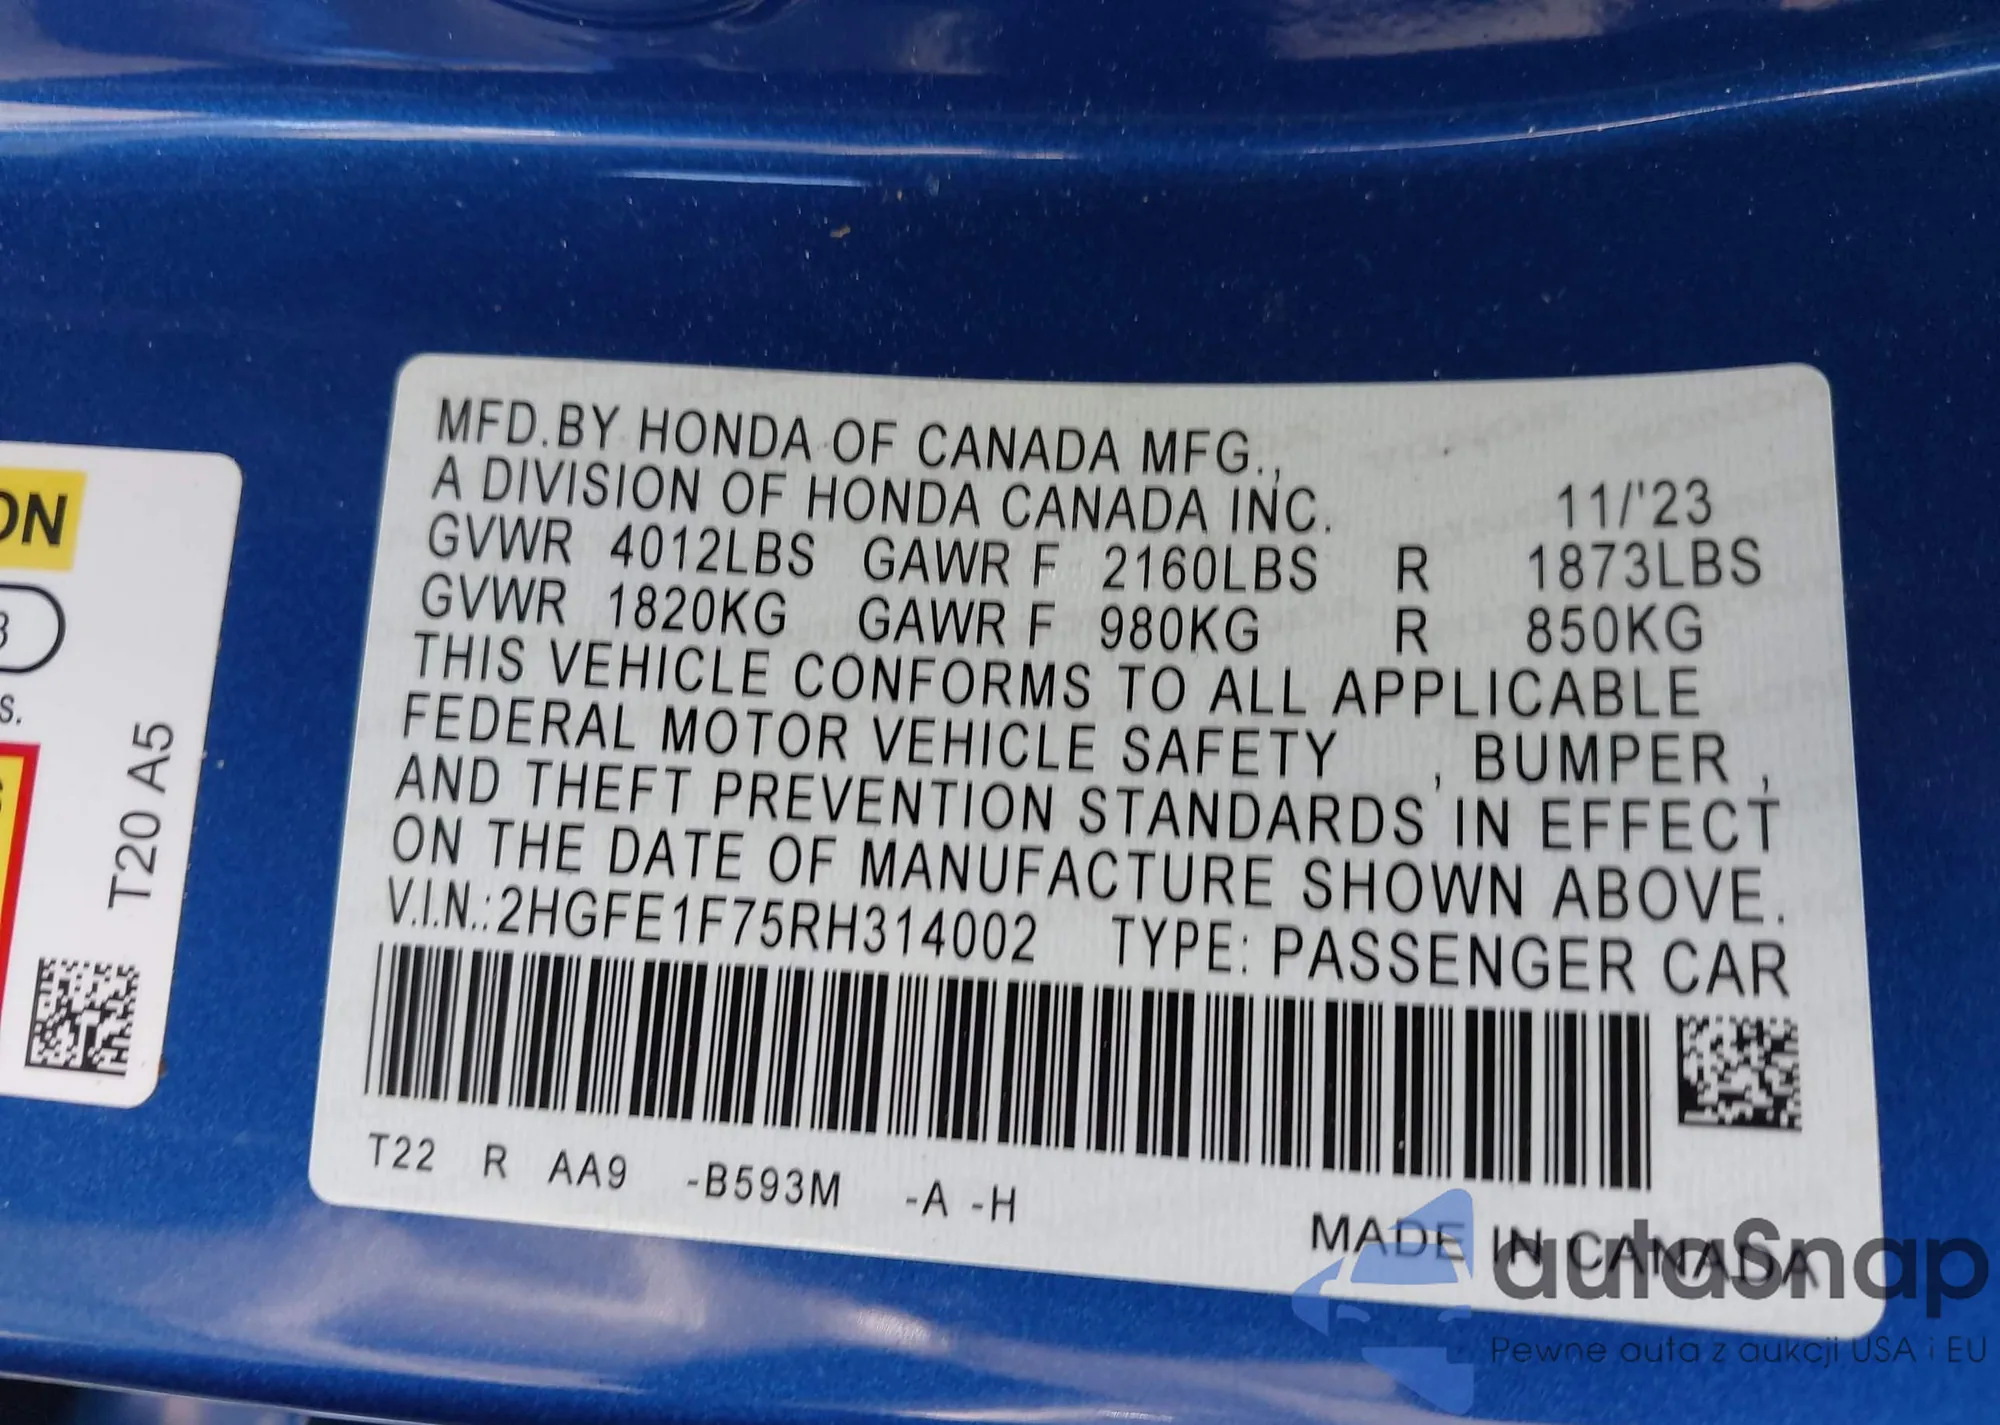 ON
3
S.
S
T20 A5
MFD.BY HONDA OF CANADA MFG.,
A DIVISION OF HONDA CANADA INC. 11/'23
GVWR 4012LBS GAWR F 2160LBS R 1873LBS
GVWR 1820KG GAWR F 980KG R 850KG
THIS VEHICLE CONFORMS TO ALL APPLICABLE
FEDERAL MOTOR VEHICLE SAFETY , BUMPER ,
AND THEFT PREVENTION STANDARDS IN EFFECT
ON THE DATE OF MANUFACTURE SHOWN ABOVE.
V.I.N.:2HGFE1F75RH314002 TYPE: PASSENGER CAR
T22 R AA9 -B593M -A -H
MADE IN CANADA
autaSnap
Pewne auta z aukcji USA i EU